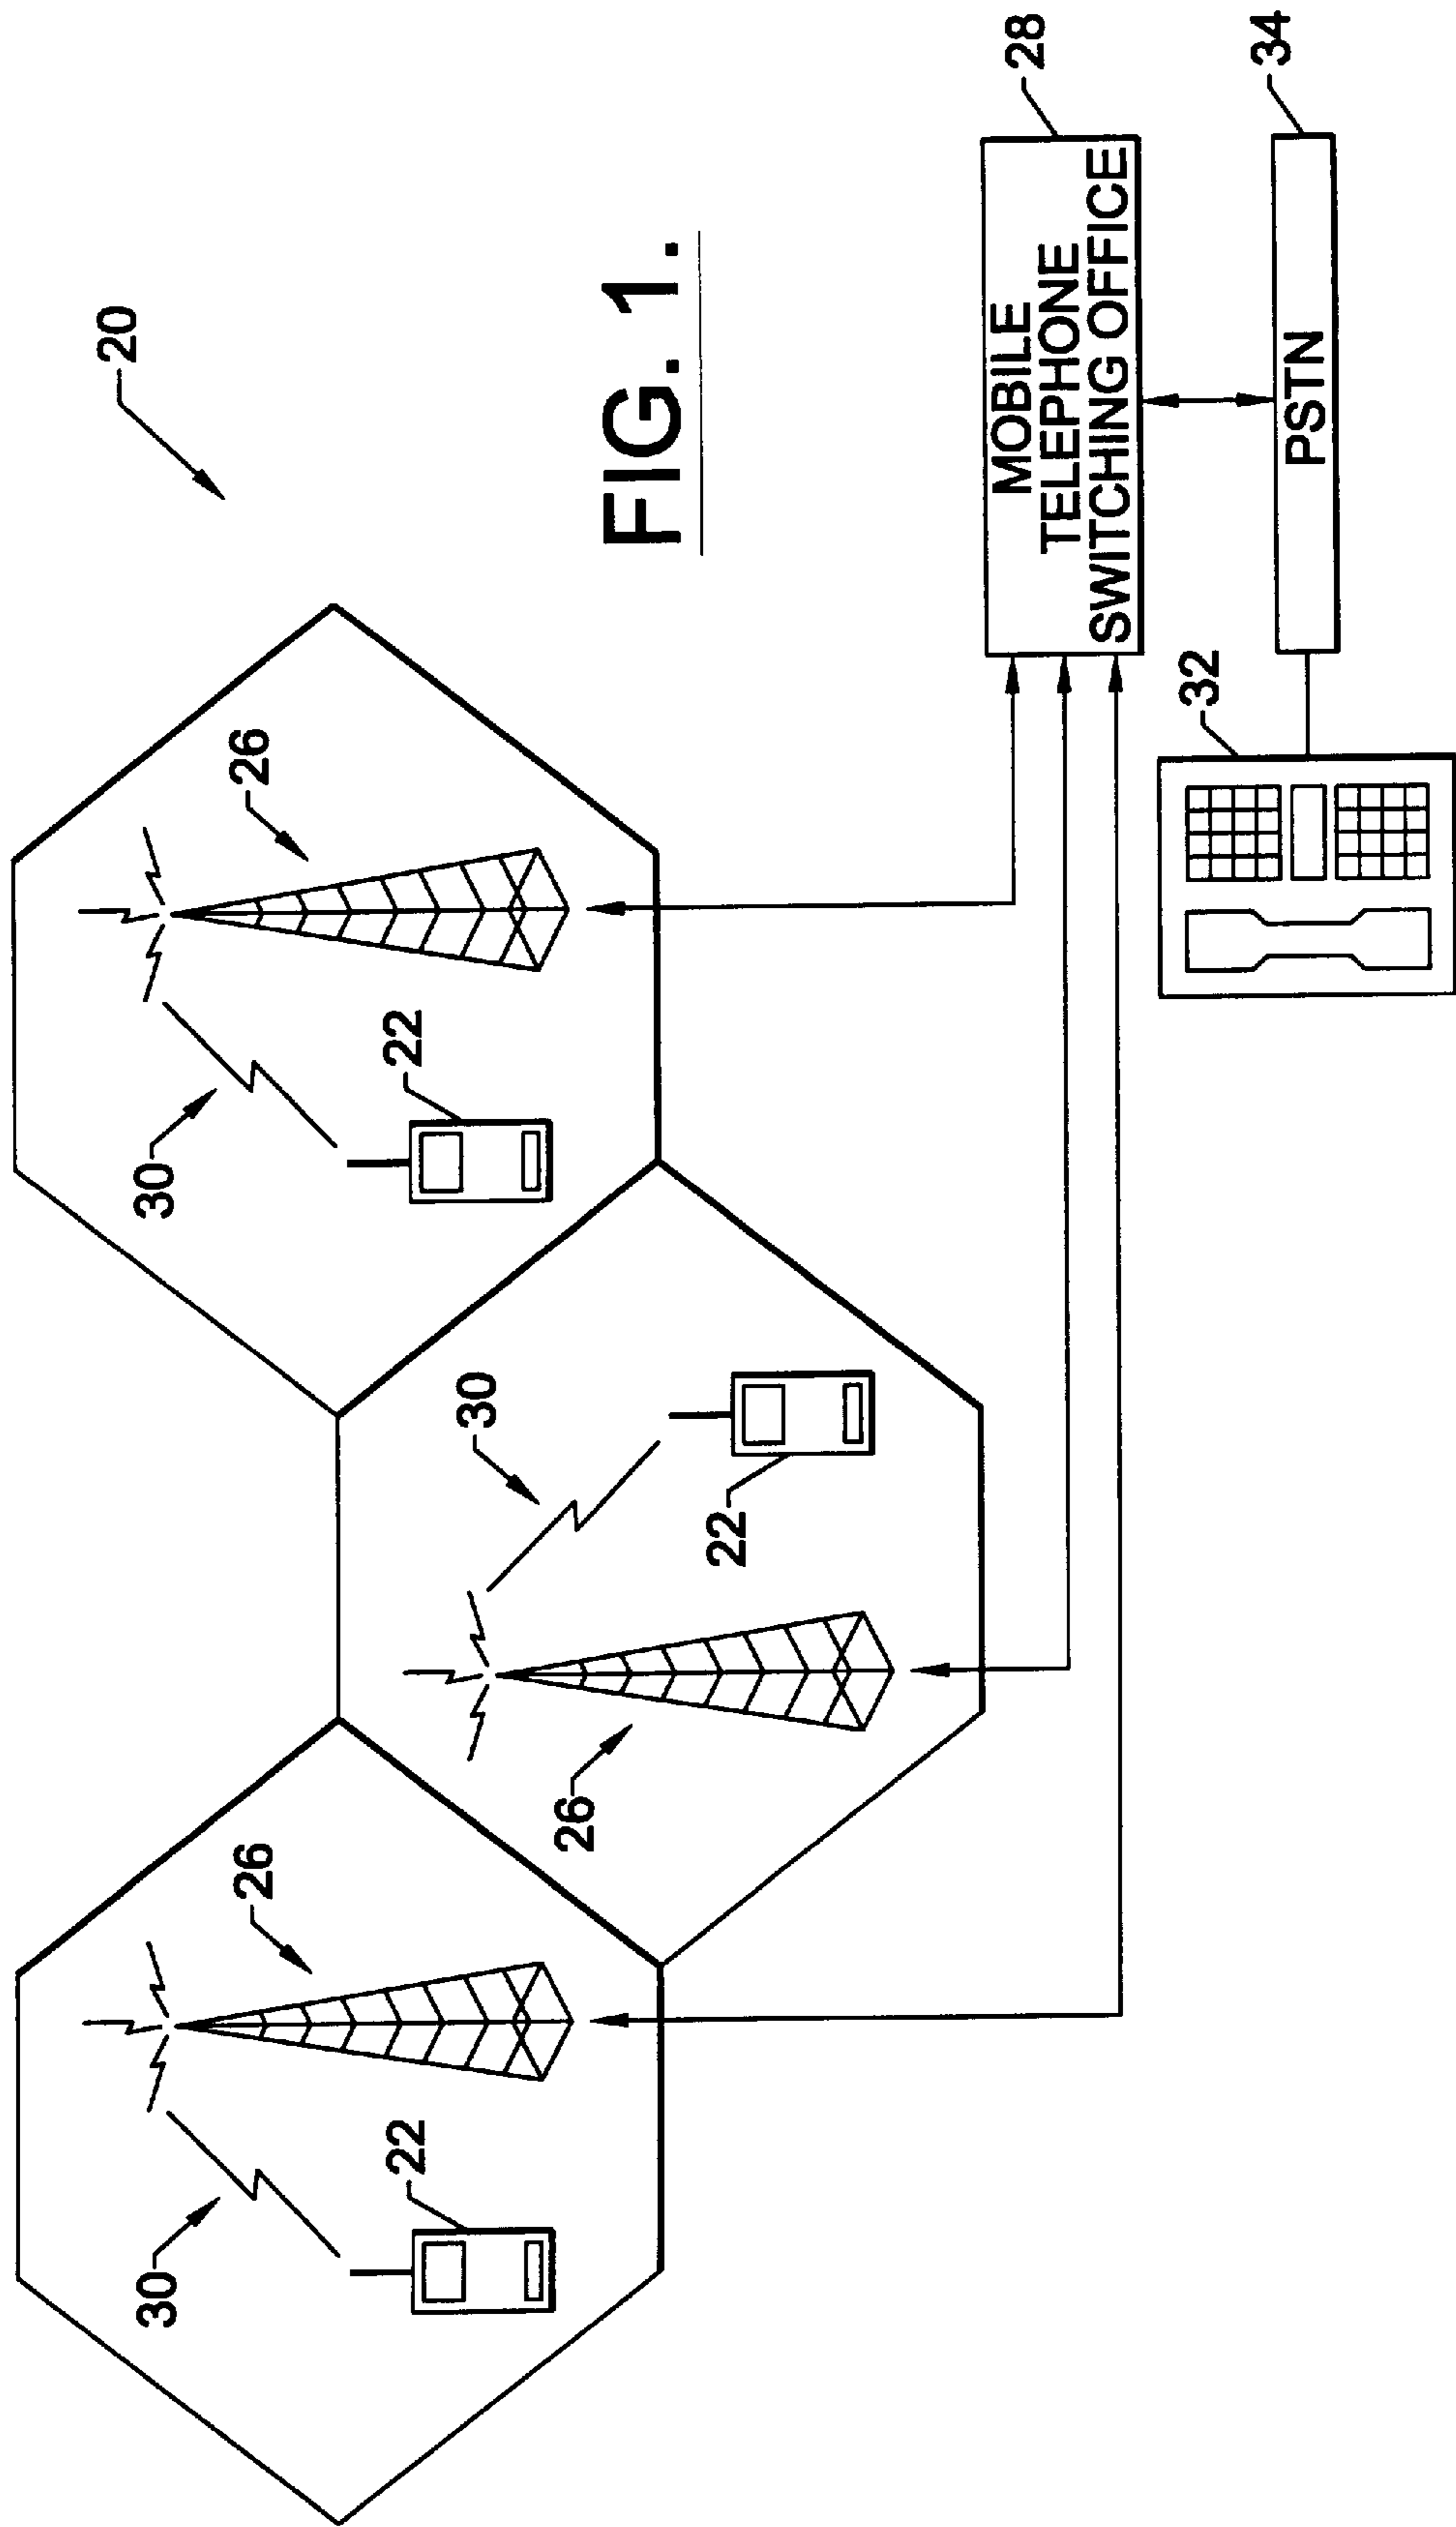 20
30
30
26
26
22
22
30
26
FIG. 1.
22
28
MOBILE
TELEPHONE
SWITCHING OFFICE
32
34
PSTN